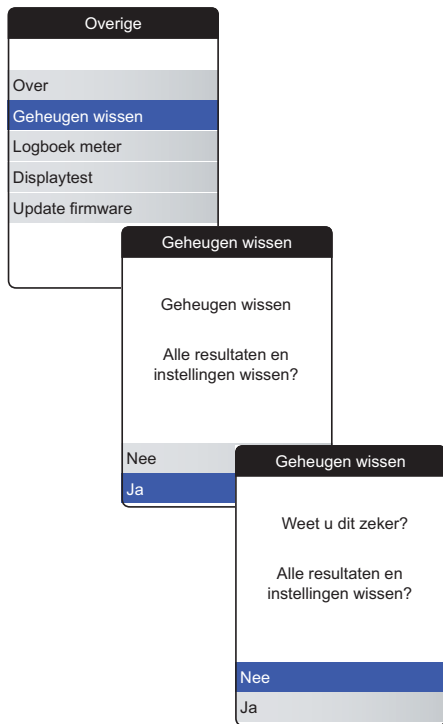 Overige
Over
Geheugen wissen
Logboek meter
Displaytest
Update firmware
Geheugen wissen
Geheugen wissen
Alle resultaten en
instellingen wissen?
Nee
Ja
Geheugen wissen
Weet u dit zeker?
Alle resultaten en
instellingen wissen?
Nee
Ja